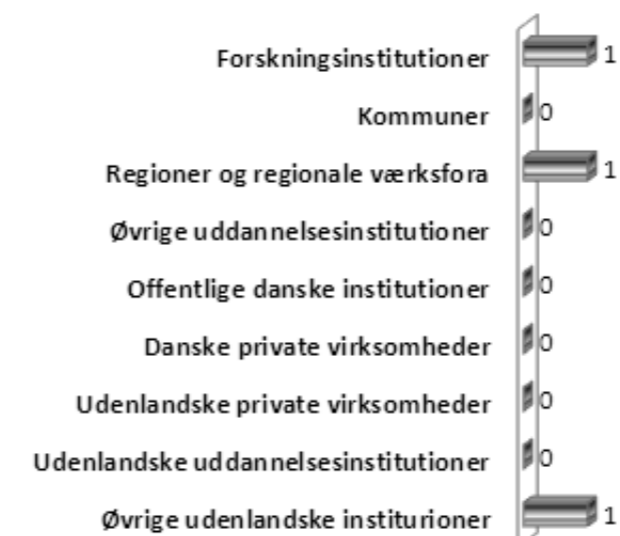 Forskningsinstitutioner 1
Kommuner 0
Regioner og regionale værksfora 1
Øvrige uddannelsesinstitutioner 0
Offentlige danske institutioner 0
Danske private virksomheder 0
Udenlandske private virksomheder 0
Udenlandske uddannelsesinstitutioner 0
Øvrige udenlandske institurioner 1